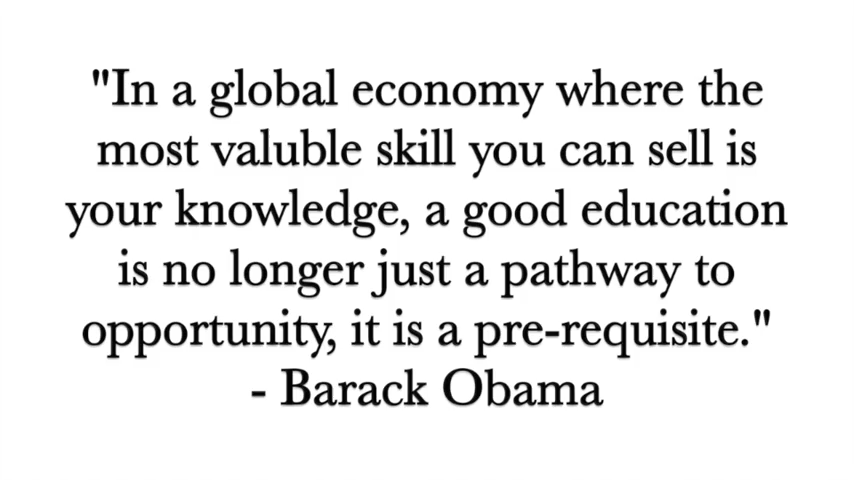 "In a global economy where the
most valuble skill you can sell is
your knowledge, a good education
is no longer just a pathway to
opportunity, it is a pre-requisite."
- Barack Obama